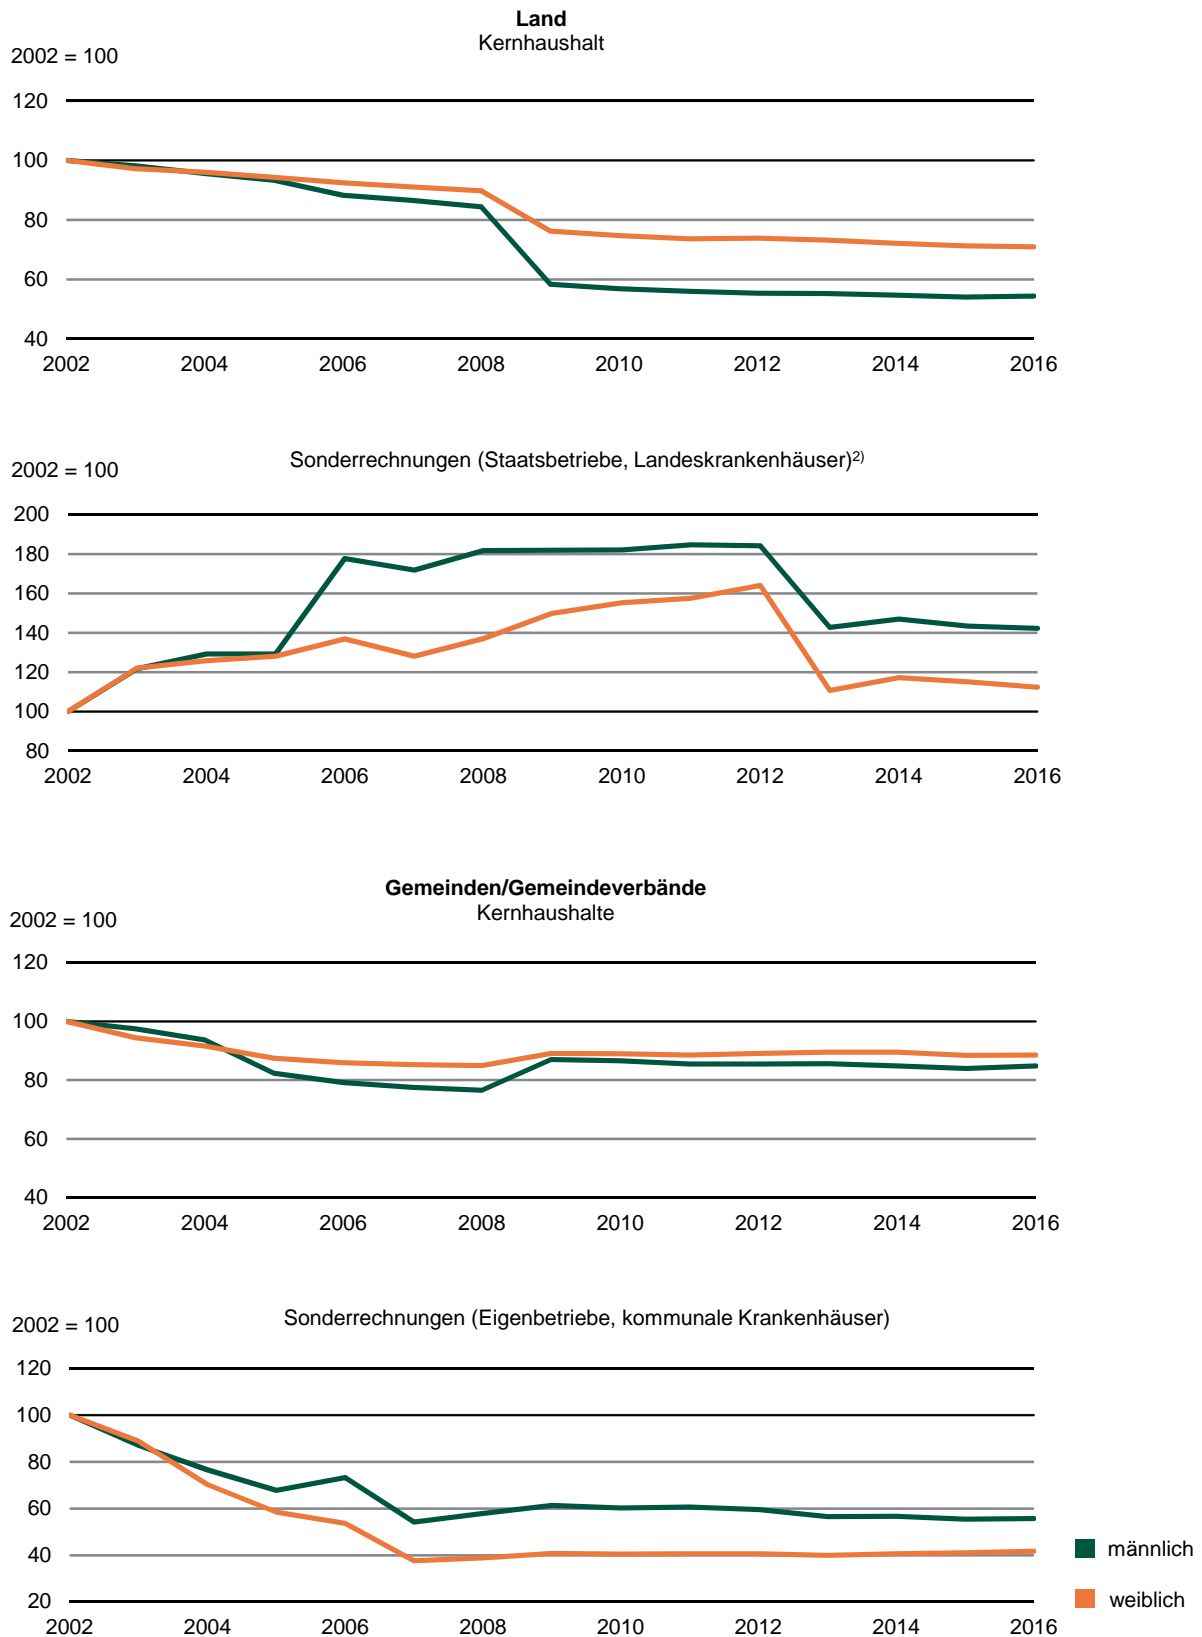 Land
Kernhaushalt
2002 = 100
120
100
80
60
40
2002 2004 2006 2008 2010 2012 2014 2016
Sonderrechnungen (Staatsbetriebe, Landeskrankenhäuser)2)
2002 = 100
200
180
160
140
120
100
80
2002 2004 2006 2008 2010 2012 2014 2016
Gemeinden/Gemeindeverbände
Kernhaushalte
2002 = 100
120
100
80
60
40
2002 2004 2006 2008 2010 2012 2014 2016
Sonderrechnungen (Eigenbetriebe, kommunale Krankenhäuser)
2002 = 100
120
100
80
60
40
20
2002 2004 2006 2008 2010 2012 2014 2016
männlich
weiblich